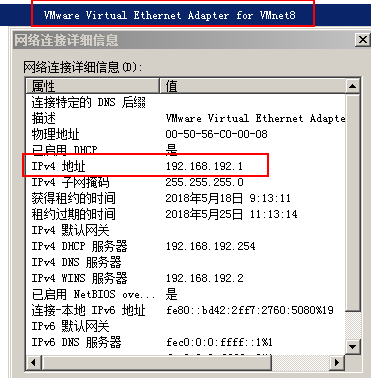 VMware Virtual Ethernet Adapter for VMnet8
网络连接详细信息
网络连接详细信息(D):
属性 值
连接特定的 DNS 后缀
描述 VMware Virtual Ethernet Adapte
物理地址 00-50-56-C0-00-08
已启用 DHCP 是
IPv4 地址 192.168.192.1
IPv4 子网掩码 255.255.255.0
获得租约的时间 2018年5月18日 9:13:11
租约过期的时间 2018年5月25日 11:13:14
IPv4 默认网关
IPv4 DHCP 服务器 192.168.192.254
IPv4 DNS 服务器
IPv4 WINS 服务器 192.168.192.2
已启用 NetBIOS ove... 是
连接-本地 IPv6 地址 fe80::bd42:2ff7:2760:5080%19
IPv6 默认网关
IPv6 DNS 服务器 fec0:0:0:ffff::1%1